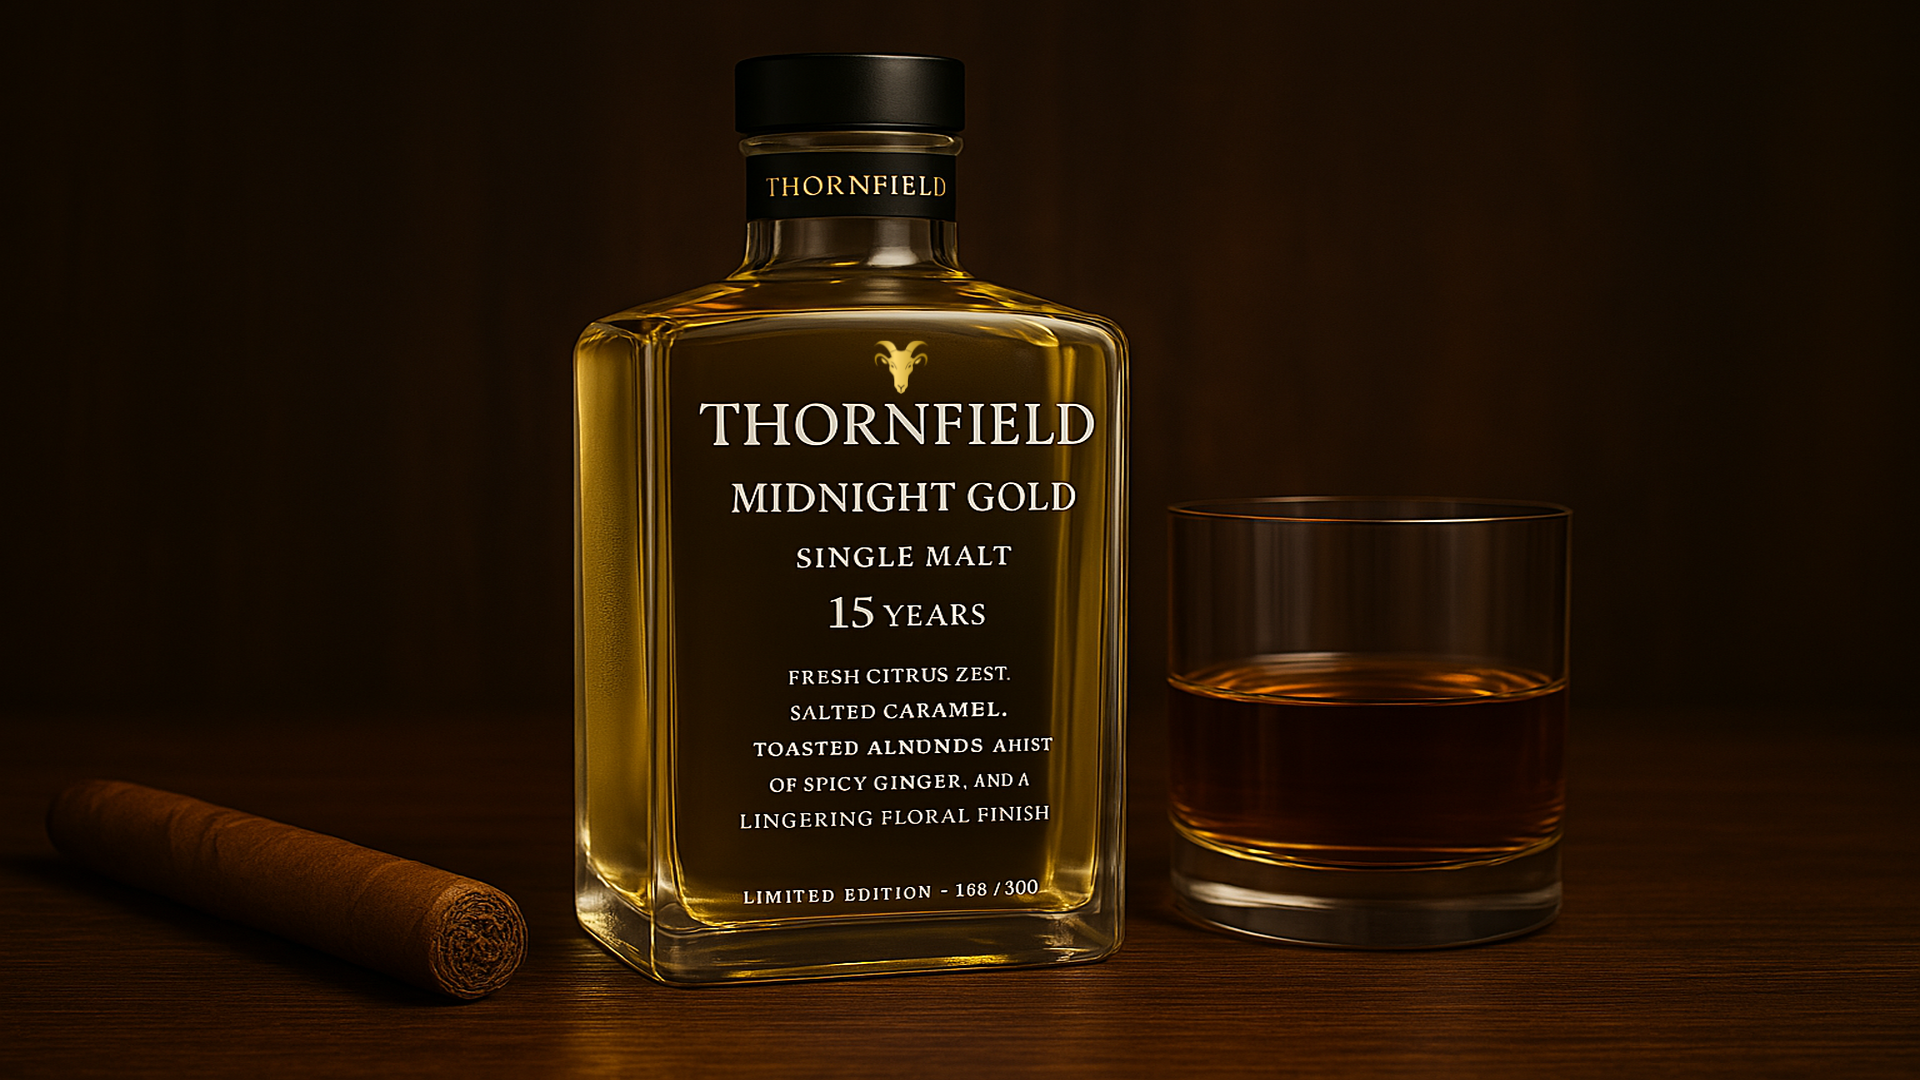 THORNFIELD
THORNFIELD
MIDNIGHT GOLD
SINGLE MALT
15 YEARS
FRESH CITRUS ZEST.
SALTED CARAMEL.
TOASTED ALNDNDS AHIST
OF SPICY GINGER, AND A
LINGERING FLORAL FINISH
LIMITED EDITION - 168 / 300